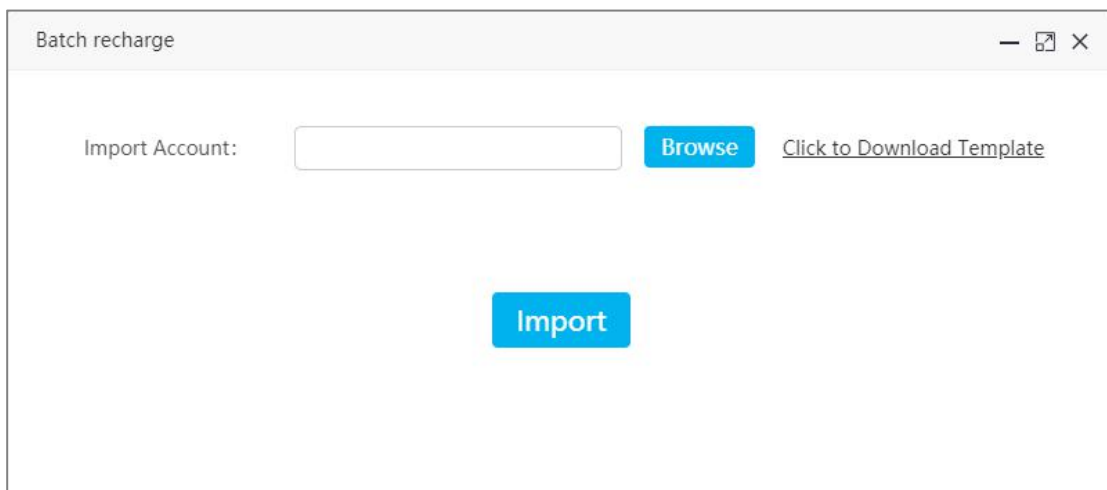 Batch recharge
Import Account: Browse Click to Download Template
Import